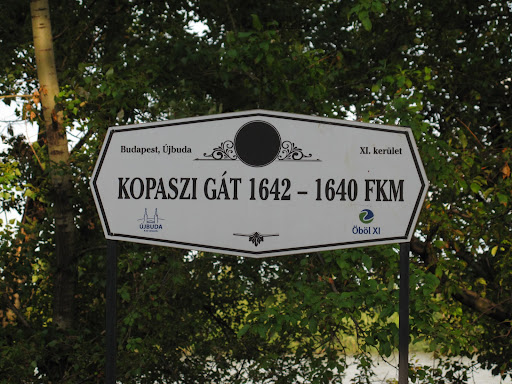 Budapest, Újbuda
XI. kerület
KOPASZI GÁT 1642 – 1640 FKM
ÚJBUDA
Öböl XI